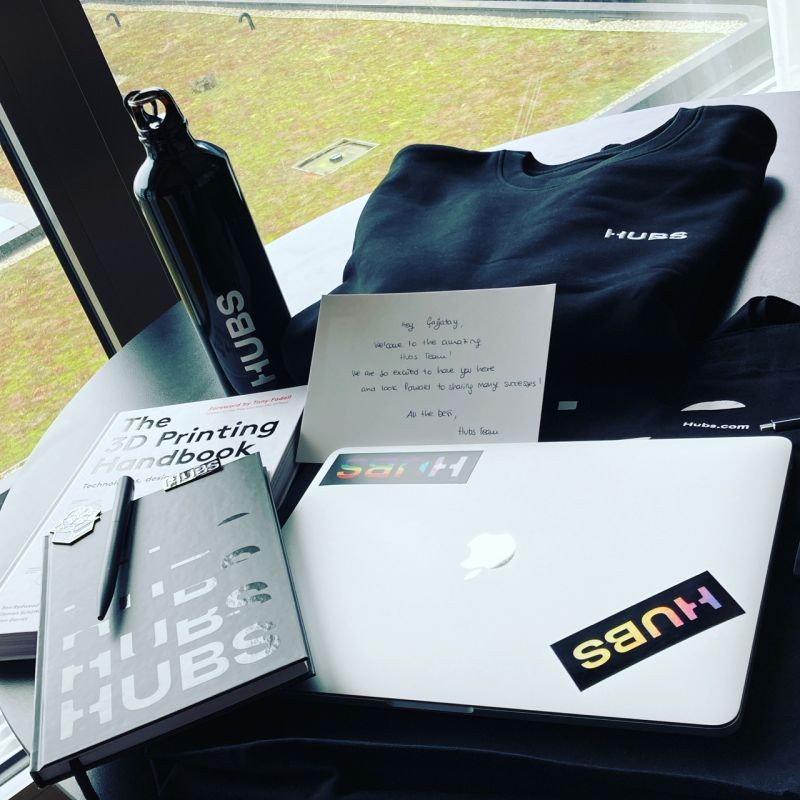 HUBS
HUBS
Hey Çağatay,
Welcome to the amazing
Hubs Team!
We are so excited to have you here
and look forward to sharing many successes!
All the best,
Hubs Team
Hubs.com
Foreword by Tony Fadell
The
3D Printing
Handbook
HUBS
HUBS
HUBS
HUBS
HUBS
HUBS